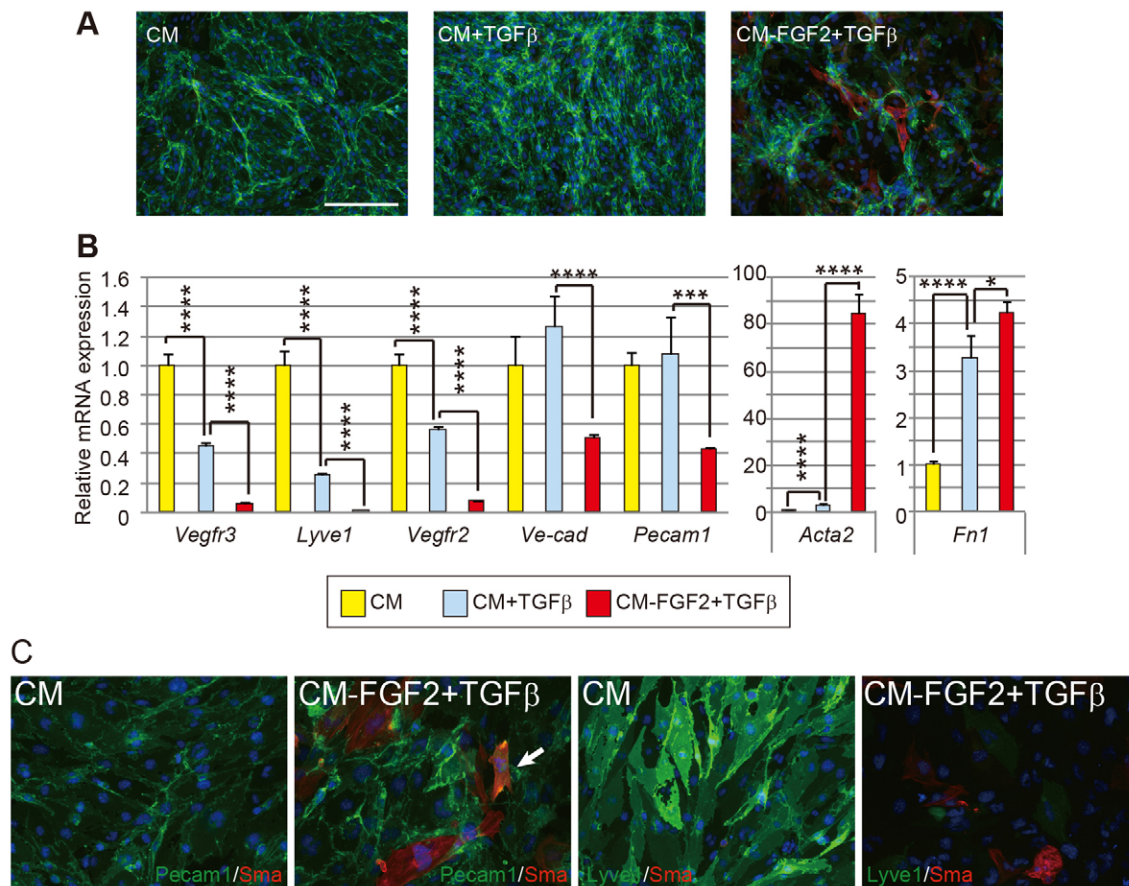 A
CM
CM+TGFβ
CM-FGF2+TGFβ
B
Relative mRNA expression
1.6
1.4
1.2
1.0
0.8
0.6
0.4
0.2
0
****
****
****
****
****
****
****
***
Vegfr3
Lyve1
Vegfr2
Ve-cad
Pecam1
100
80
60
40
20
0
****
****
Acta2
5
4
3
2
1
0
****
*
Fn1
CM
CM+TGFβ
CM-FGF2+TGFβ
C
CM
Pecam1/Sma
CM-FGF2+TGFβ
Pecam1/Sma
CM
Lyve1/Sma
CM-FGF2+TGFβ
Lyve1/Sma